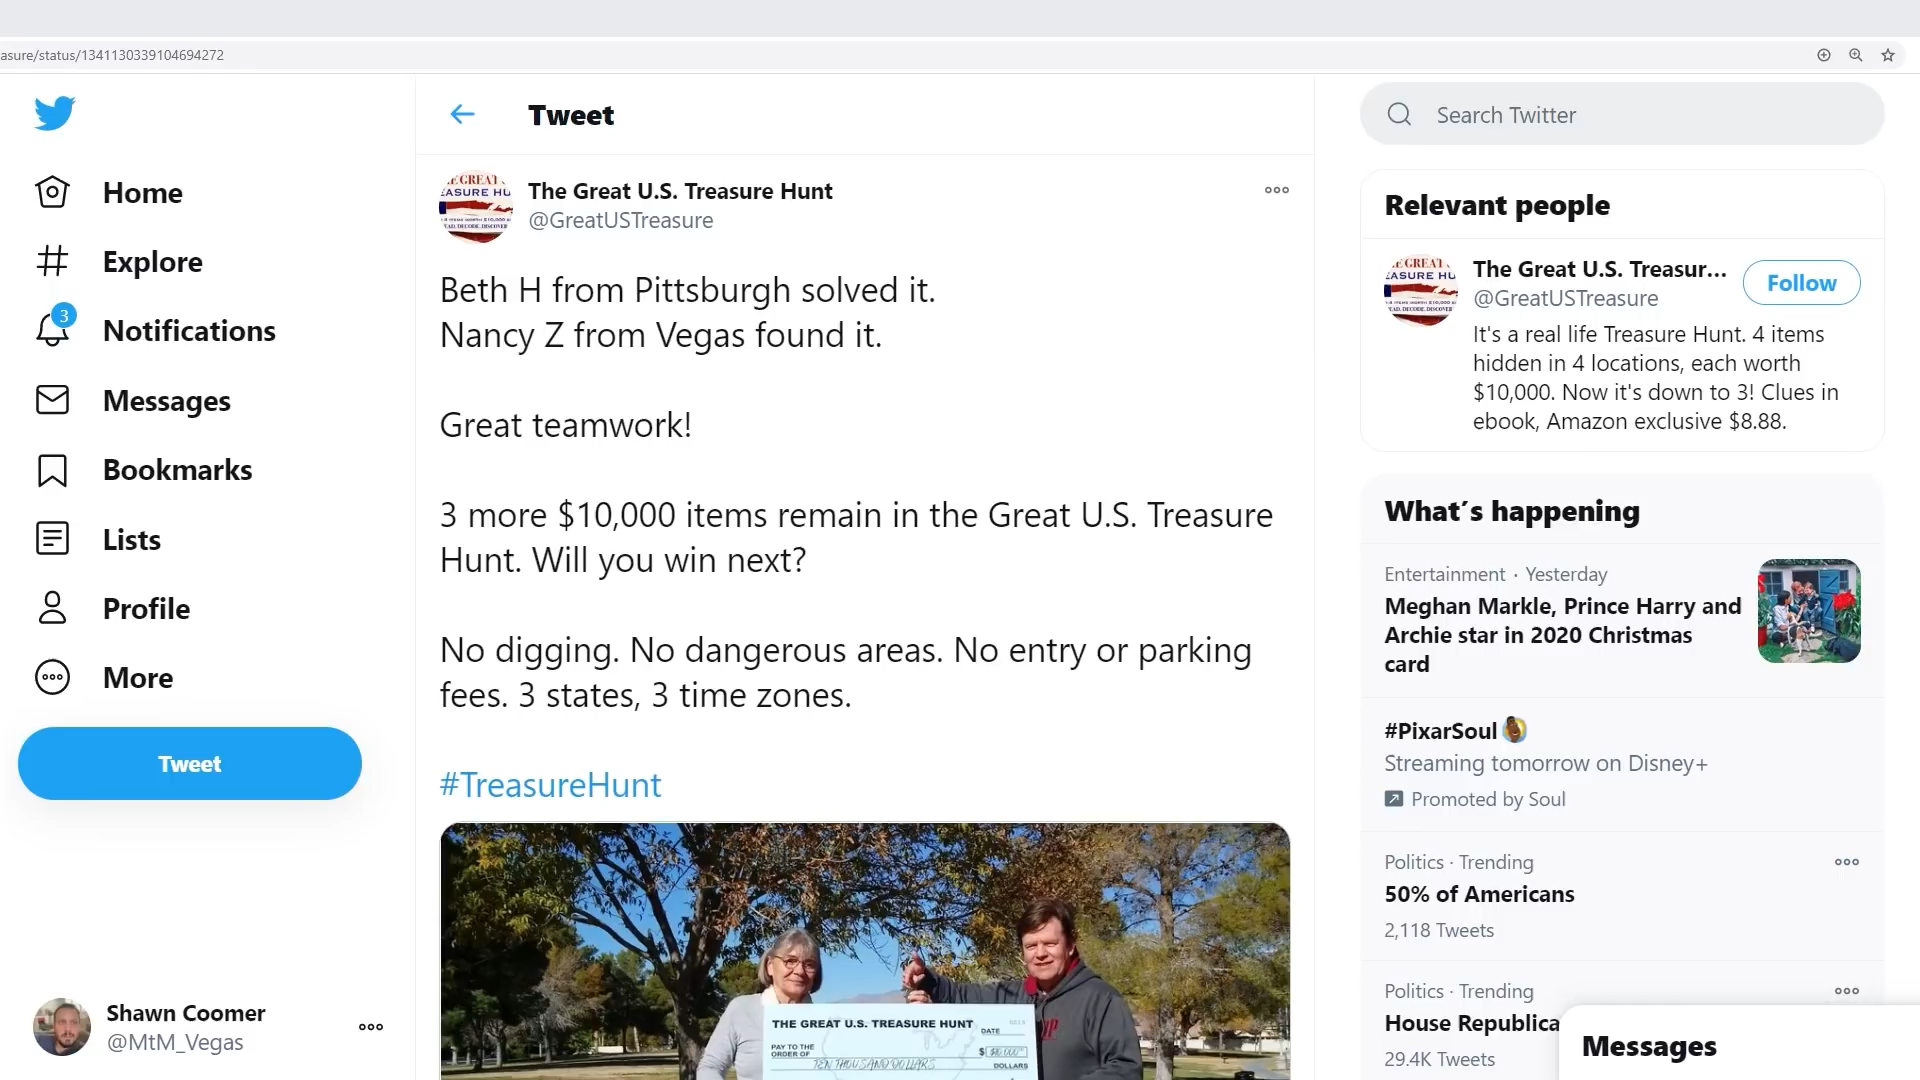 asure/status/1341130339104694272
Tweet
Search Twitter
Home
Explore
3
Notifications
Messages
Bookmarks
Lists
Profile
More
Tweet
Shawn Coomer
@MtM_Vegas
The Great U.S. Treasure Hunt
@GreatUSTreasure
Beth H from Pittsburgh solved it.
Nancy Z from Vegas found it.
Great teamwork!
3 more $10,000 items remain in the Great U.S. Treasure
Hunt. Will you win next?
No digging. No dangerous areas. No entry or parking
fees. 3 states, 3 time zones.
#TreasureHunt
THE GREAT U.S. TREASURE HUNT
DATE
PAY TO THE
ORDER OF
TEN THOUSAND DOLLARS
$
DOLLARS
Relevant people
The Great U.S. Treasur...
@GreatUSTreasure
Follow
It's a real life Treasure Hunt. 4 items
hidden in 4 locations, each worth
$10,000. Now it's down to 3! Clues in
ebook, Amazon exclusive $8.88.
What's happening
Entertainment · Yesterday
Meghan Markle, Prince Harry and
Archie star in 2020 Christmas
card
#PixarSoul
Streaming tomorrow on Disney+
Promoted by Soul
Politics · Trending
50% of Americans
2,118 Tweets
Politics · Trending
House Republica
29.4K Tweets
Messages